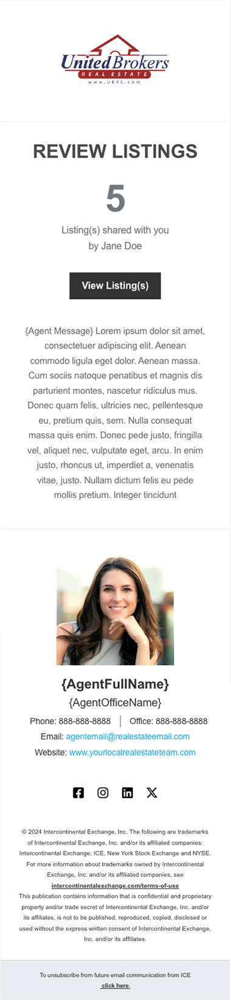 United Brokers
REAL ESTATE
www.UBRE.com
REVIEW LISTINGS
5
Listing(s) shared with you
by Jane Doe
View Listing(s)
{Agent Message} Lorem ipsum dolor sit amet,
consectetuer adipiscing elit. Aenean
commodo ligula eget dolor. Aenean massa.
Cum sociis natoque penatibus et magnis dis
parturient montes, nascetur ridiculus mus.
Donec quam felis, ultricies nec, pellentesque
eu, pretium quis, sem. Nulla consequat
massa quis enim. Donec pede justo, fringilla
vel, aliquet nec, vulputate eget, arcu. In enim
justo, rhoncus ut, imperdiet a, venenatis
vitae, justo. Nullam dictum felis eu pede
mollis pretium. Integer tincidunt
{AgentFullName}
{AgentOfficeName}
Phone: 888-888-8888 | Office: 888-888-8888
Email: agentemail@realestateemail.com
Website: www.yourlocalrealestateteam.com
© 2024 Intercontinental Exchange, Inc. The following are trademarks
of Intercontinental Exchange, Inc. and/or its affiliated companies:
Intercontinental Exchange, ICE, New York Stock Exchange and NYSE.
For more information about trademarks owned by Intercontinental
Exchange, Inc. and/or its affiliated companies, see
intercontinentalexchange.com/terms-of-use
This publication contains information that is confidential and proprietary
property and/or trade secret of Intercontinental Exchange, Inc. and/or
its affiliates, is not to be published, reproduced, copied, disclosed or
used without the express written consent of Intercontinental Exchange,
Inc. and/or its affiliates.
To unsubscribe from future email communication from ICE
click here.